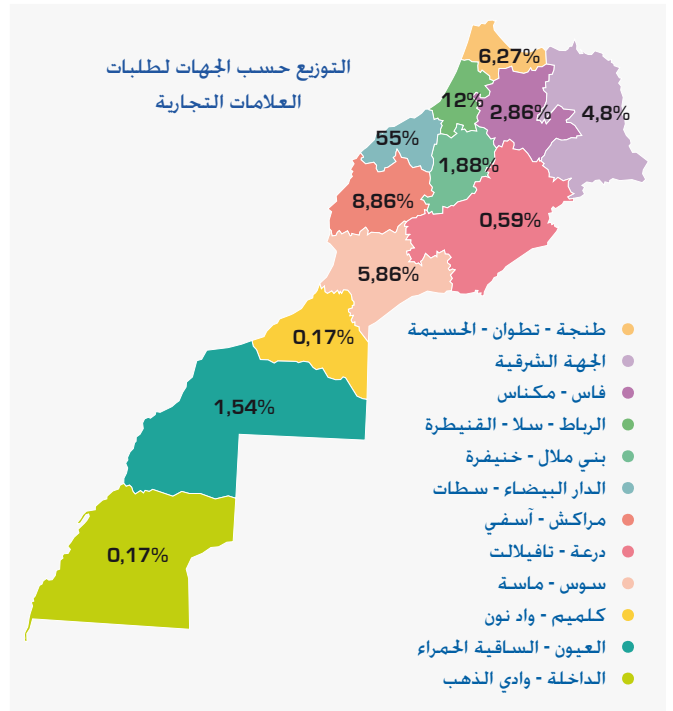 التوزيع حسب الجهات لطلبات
العلامات التجارية
6,27%
12%
2,86%
4,8%
55%
1,88%
8,86%
0,59%
5,86%
0,17%
1,54%
0,17%
طنجة - تطوان - الحسيمة
الجهة الشرقية
فاس - مكناس
الرباط - سلا - القنيطرة
بني ملال - خنيفرة
الدار البيضاء - سطات
مراكش - آسفي
درعة - تافيلالت
سوس - ماسة
كلميم - واد نون
العيون - الساقية الحمراء
الداخلة - وادي الذهب